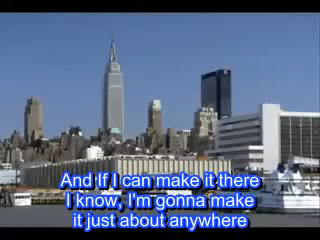 And If I can make it there
I know, I'm gonna make
it just about anywhere